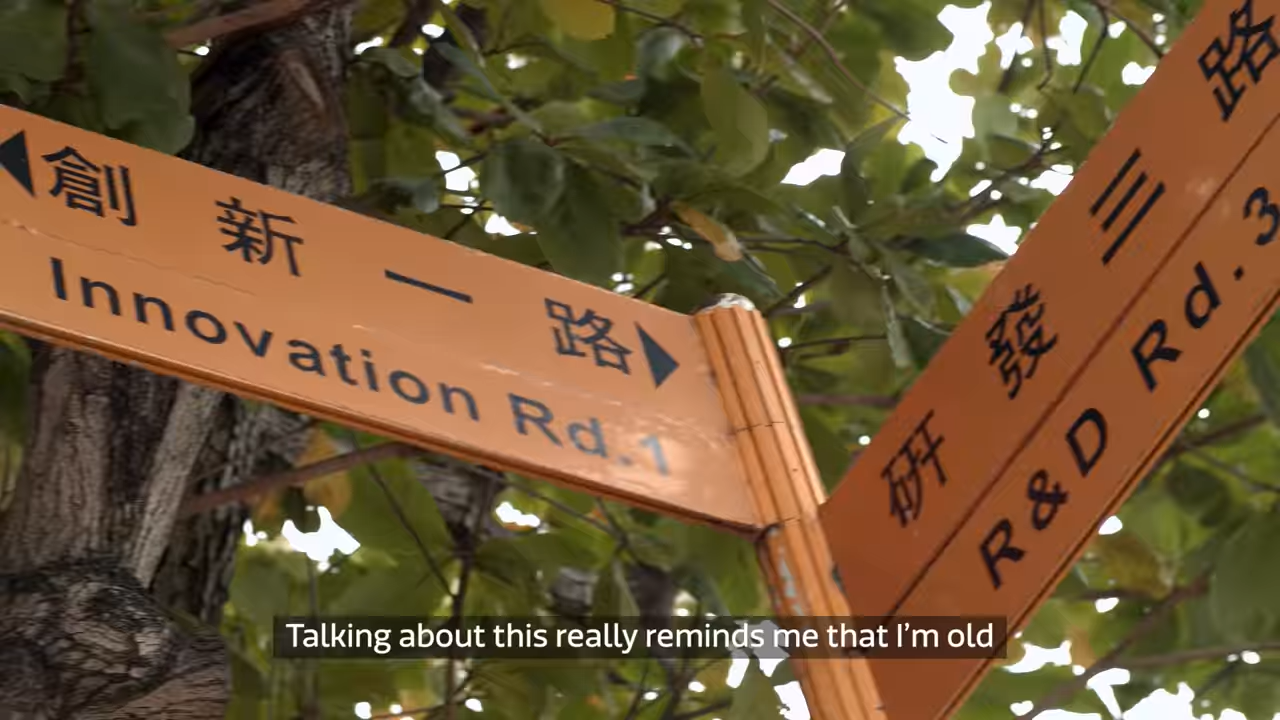 創新一路
Innovation Rd.1
研發三路
R&D Rd. 3
Talking about this really reminds me that I'm old